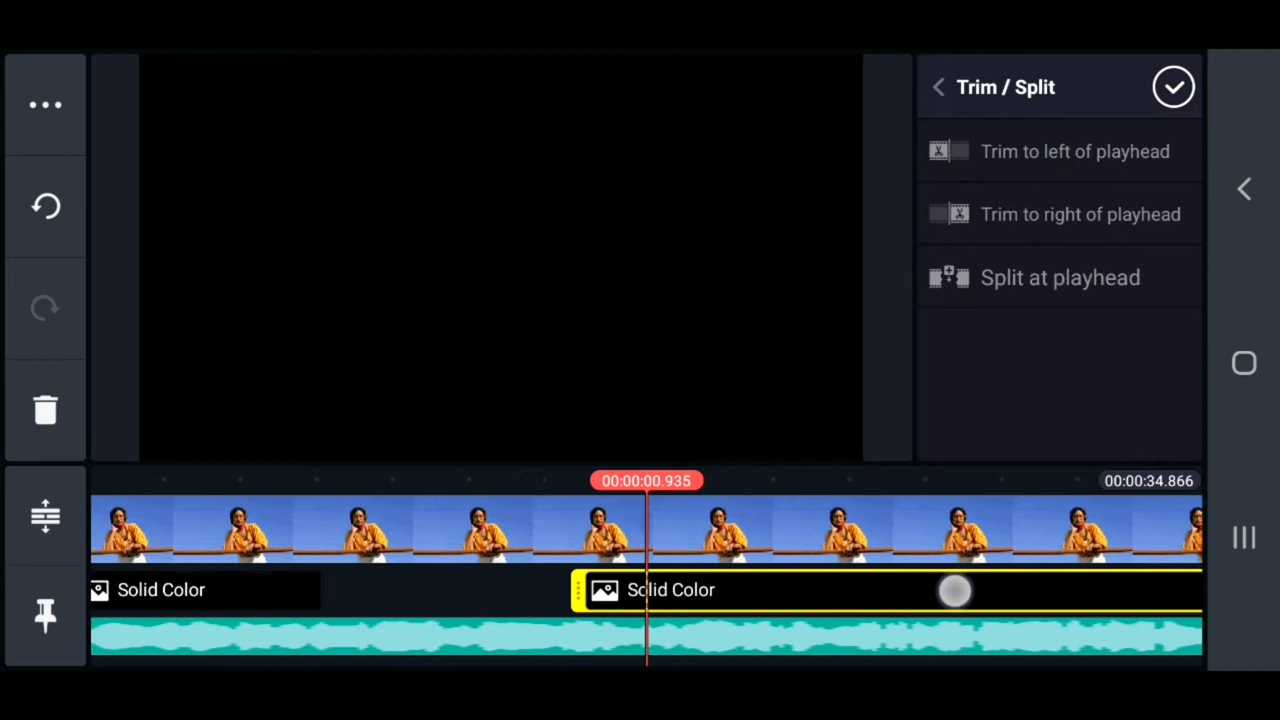 Trim / Split
Trim to left of playhead
Trim to right of playhead
Split at playhead
00:00:00.935
00:00:34.866
Solid Color
Solid Color